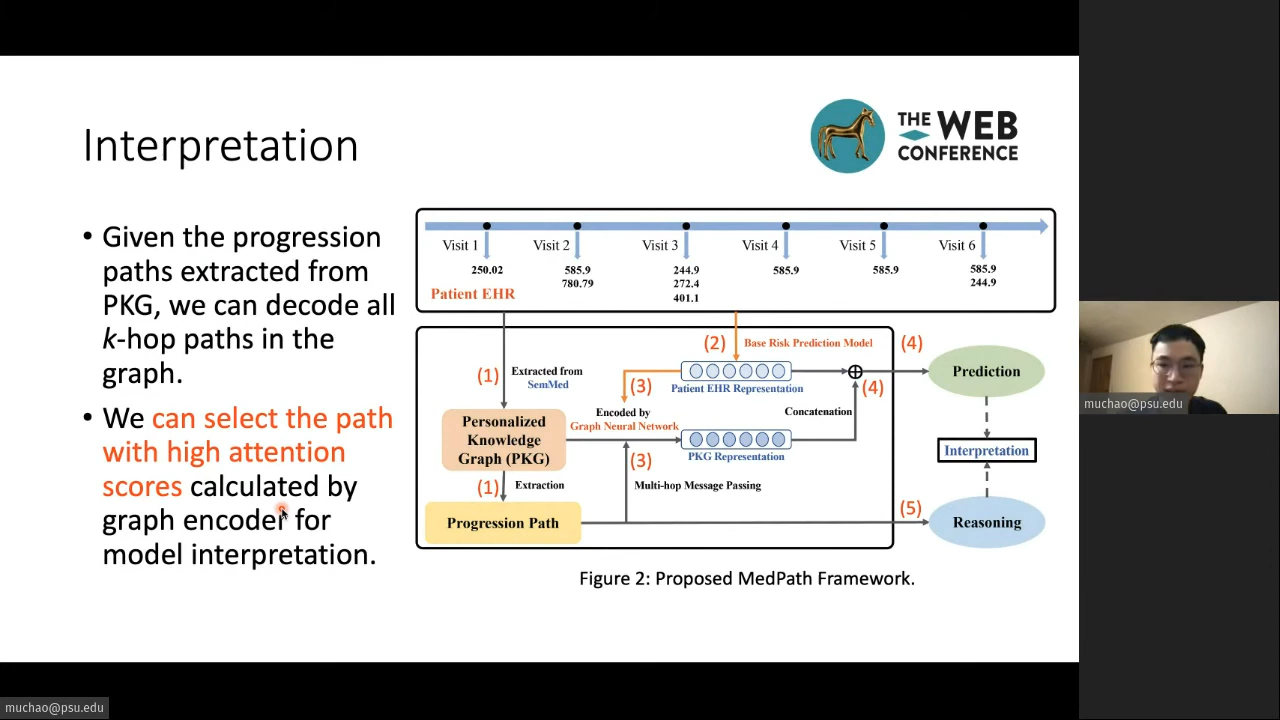 Interpretation
THE WEB
CONFERENCE
• Given the progression
paths extracted from
PKG, we can decode all
k-hop paths in the
graph.
• We can select the path
with high attention
scores calculated by
graph encoder for
model interpretation.
Visit 1 Visit 2 Visit 3 Visit 4 Visit 5 Visit 6
250.02 585.9 244.9 585.9 585.9 585.9
780.79 272.4 244.9
401.1
Patient EHR
(1) Extracted from
SemMed
(2) Base Risk Prediction Model
(4)
Patient EHR Representation
(3)
(4)
Prediction
Encoded by
Graph Neural Network
Concatenation
Personalized
Knowledge
Graph (PKG)
PKG Representation
Interpretation
(3)
Multi-hop Message Passing
(1) Extraction
Progression Path
(5)
Reasoning
Figure 2: Proposed MedPath Framework.
muchao@psu.edu
muchao@psu.edu